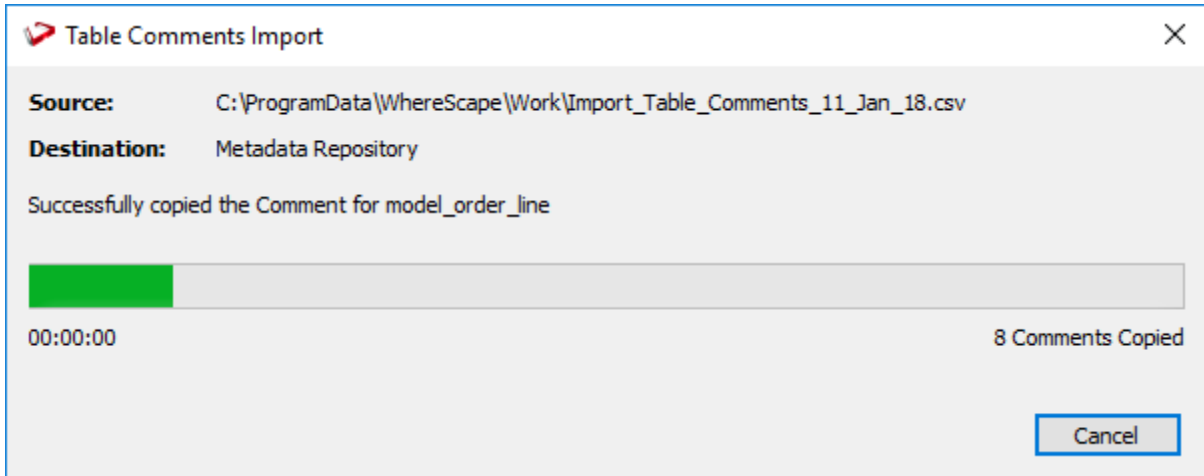 Table Comments Import
Source: C:\ProgramData\WhereScape\Work\Import_Table_Comments_11_Jan_18.csv
Destination: Metadata Repository
Successfully copied the Comment for model_order_line
00:00:00 8 Comments Copied
Cancel